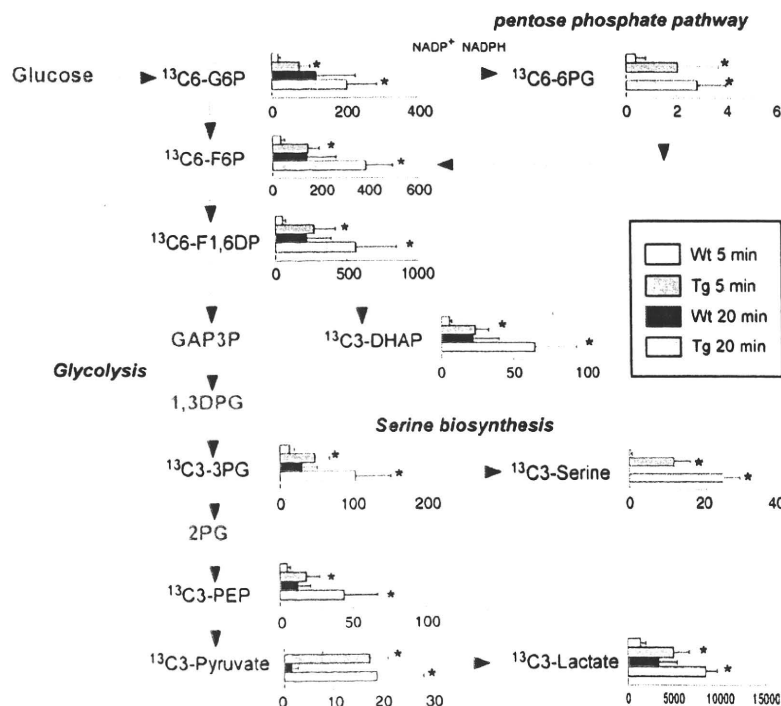 pentose phosphate pathway
NADP+ NADPH
Glucose
¹³C6-G6P
*
*
0 200 400
¹³C6-6PG
*
*
0 2 4 6
¹³C6-F6P
*
*
0 200 400 600
¹³C6-F1,6DP
*
*
0 500 1000
Wt 5 min
Tg 5 min
Wt 20 min
Tg 20 min
GAP3P
¹³C3-DHAP
*
*
0 50 100
Glycolysis
1,3DPG
Serine biosynthesis
¹³C3-3PG
*
*
0 100 200
¹³C3-Serine
*
*
0 20 40
2PG
¹³C3-PEP
*
*
0 50 100
¹³C3-Pyruvate
*
*
0 10 20 30
¹³C3-Lactate
*
*
0 5000 10000 15000